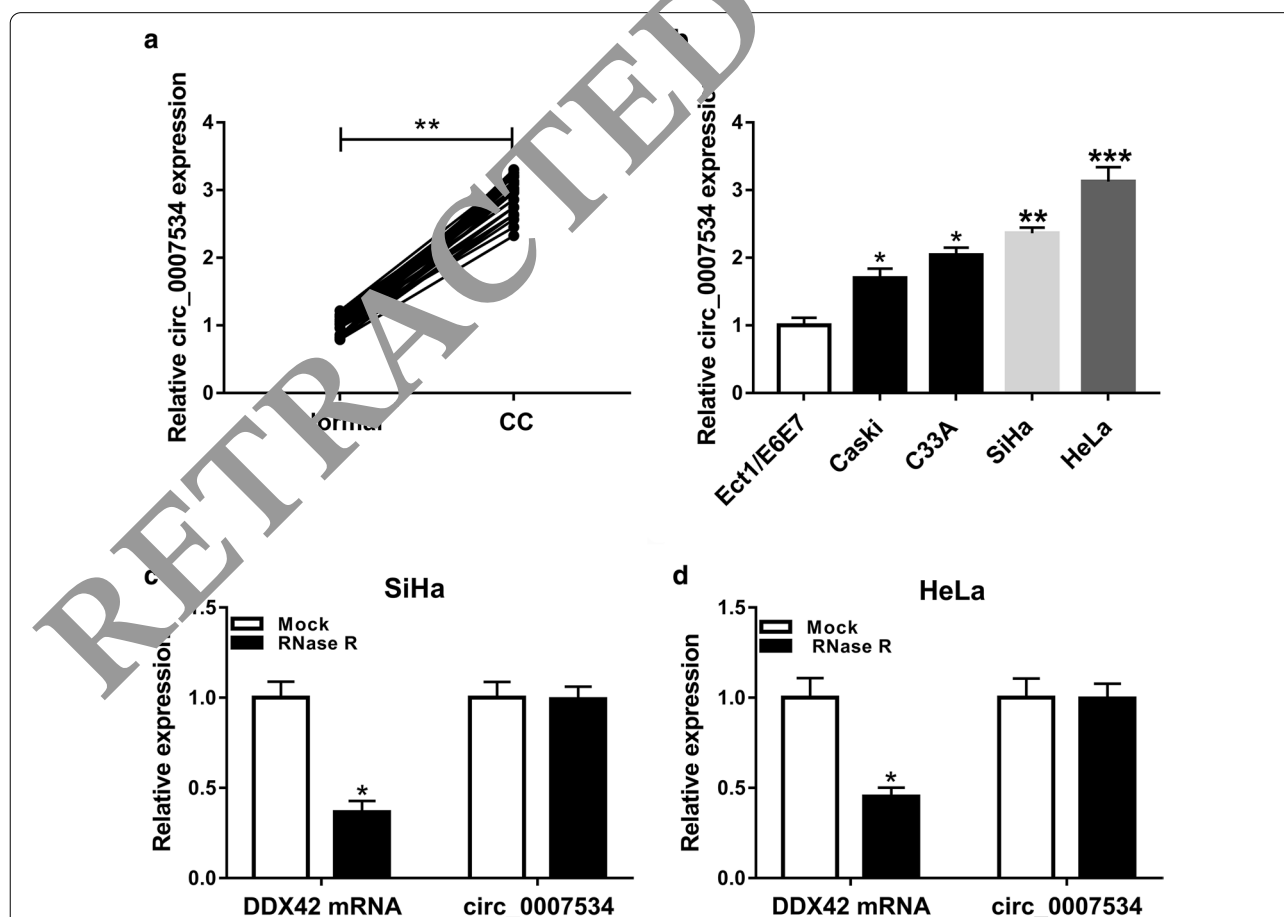 RETRACTED
a
Relative circ_0007534 expression
4
3
2
1
0
**
CC
Relative circ_0007534 expression
4
3
2
1
0
*
*
**
***
Ect1/E6E7
Caski
C33A
SiHa
HeLa
c
SiHa
Relative expression
1.5
1.0
0.5
0.0
Mock
RNase R
*
DDX42 mRNA
circ_0007534
d
HeLa
Relative expression
1.5
1.0
0.5
0.0
Mock
RNase R
*
DDX42 mRNA
circ_0007534